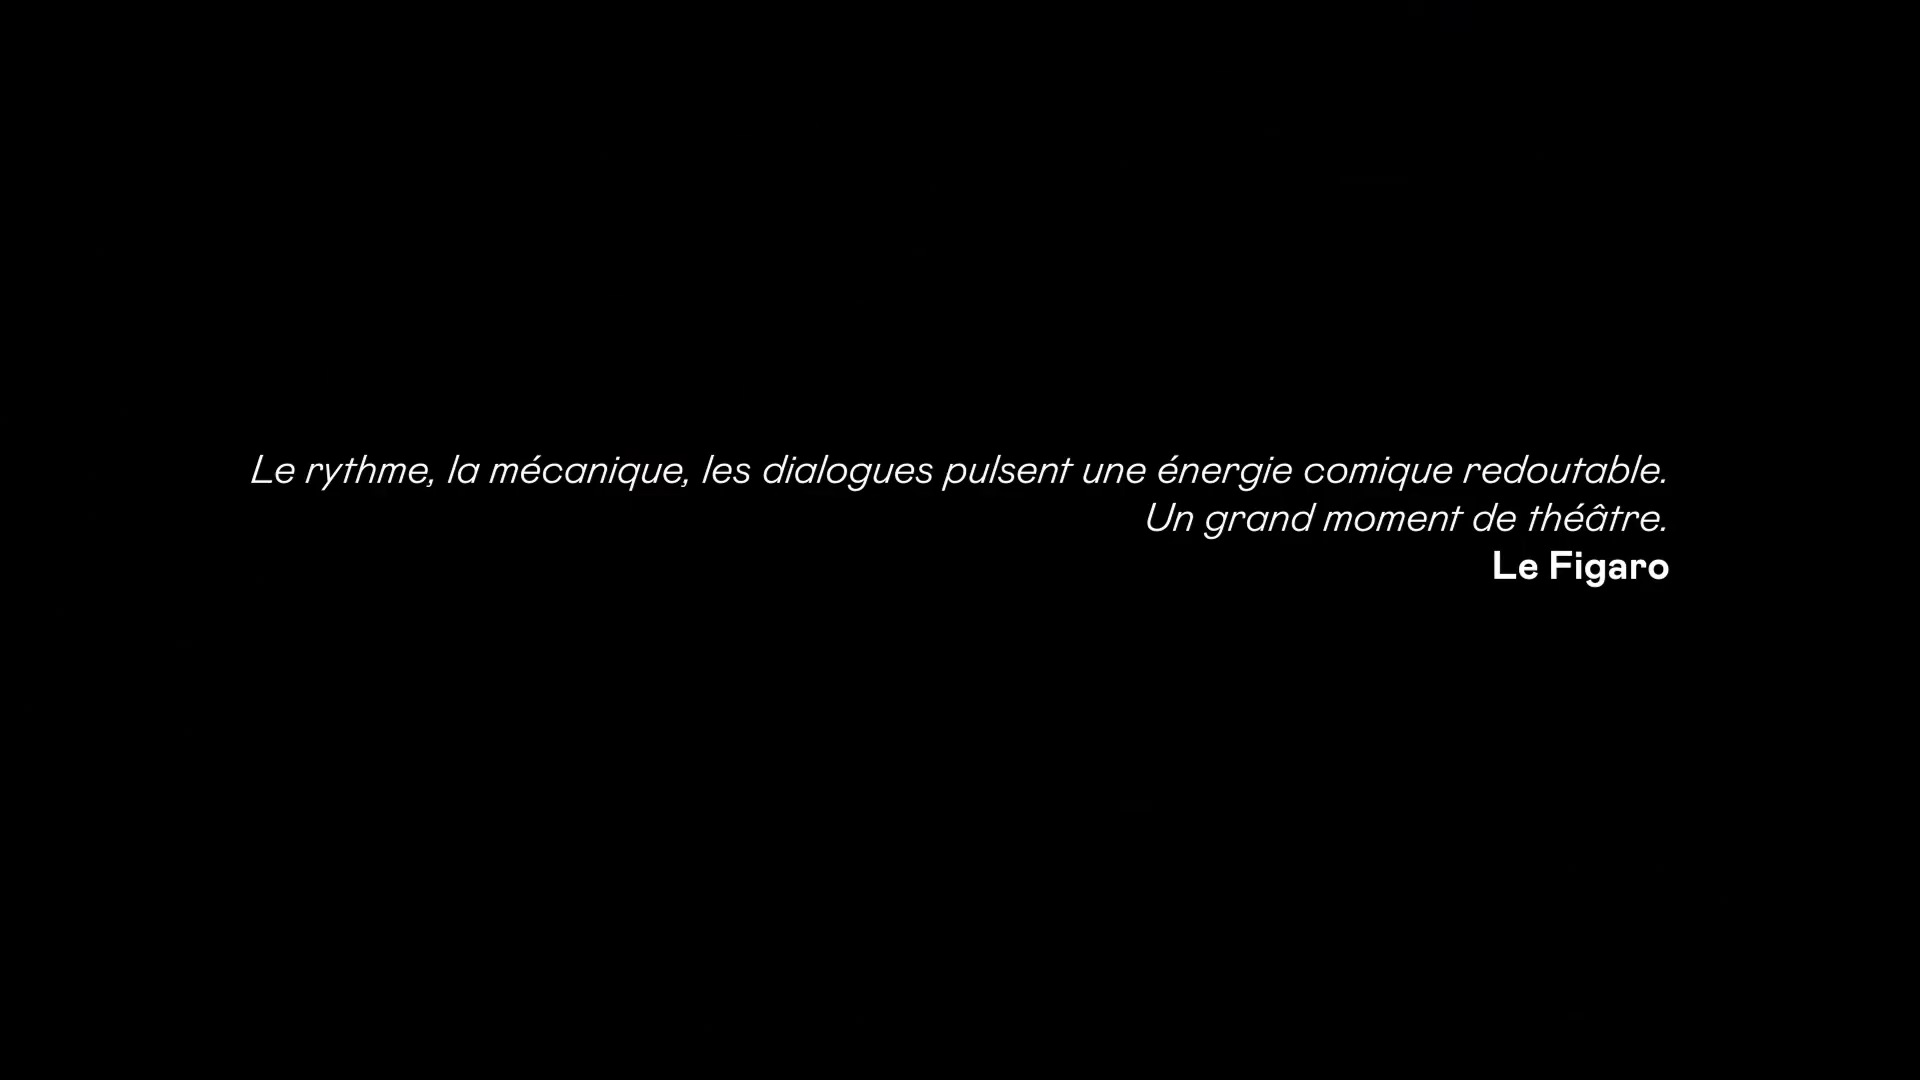 Le rythme, la mécanique, les dialogues pulsent une énergie comique redoutable.
Un grand moment de théâtre.
Le Figaro